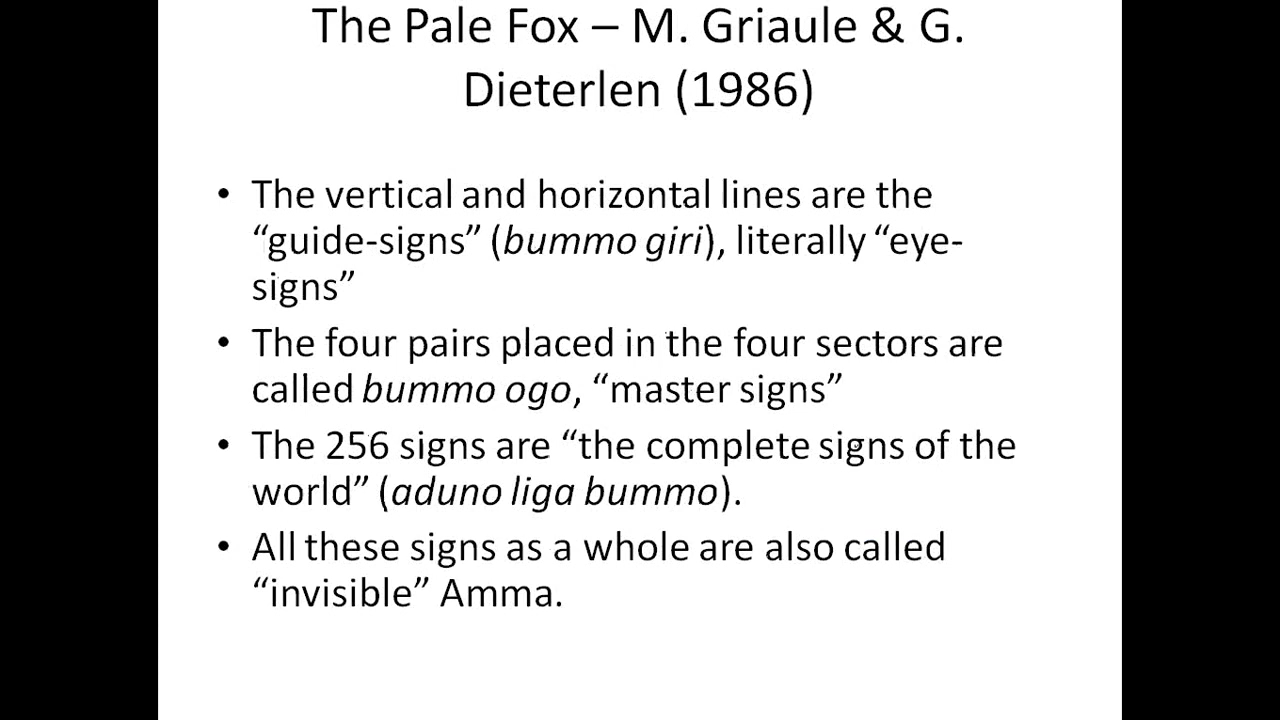 The Pale Fox – M. Griaule & G.
Dieterlen (1986)
• The vertical and horizontal lines are the
“guide-signs” (bummo giri), literally “eye-
signs”
• The four pairs placed in the four sectors are
called bummo ogo, “master signs”
• The 256 signs are “the complete signs of the
world” (aduno liga bummo).
• All these signs as a whole are also called
“invisible” Amma.